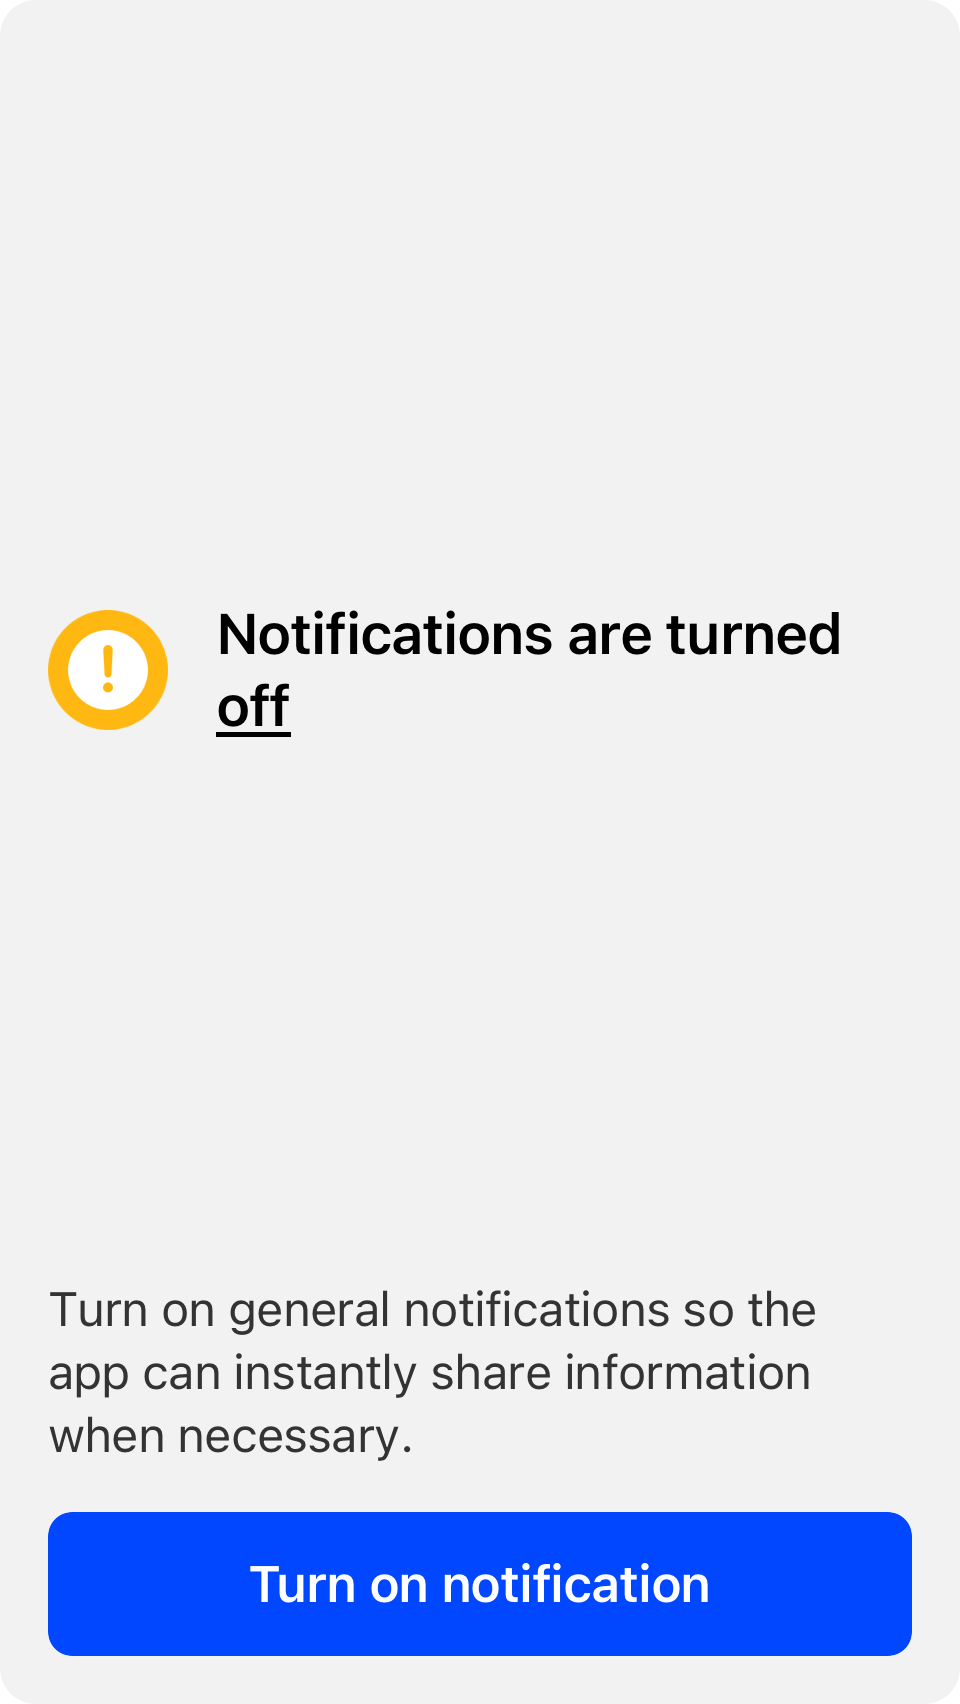 Notifications are turned
off
Turn on general notifications so the
app can instantly share information
when necessary.
Turn on notification